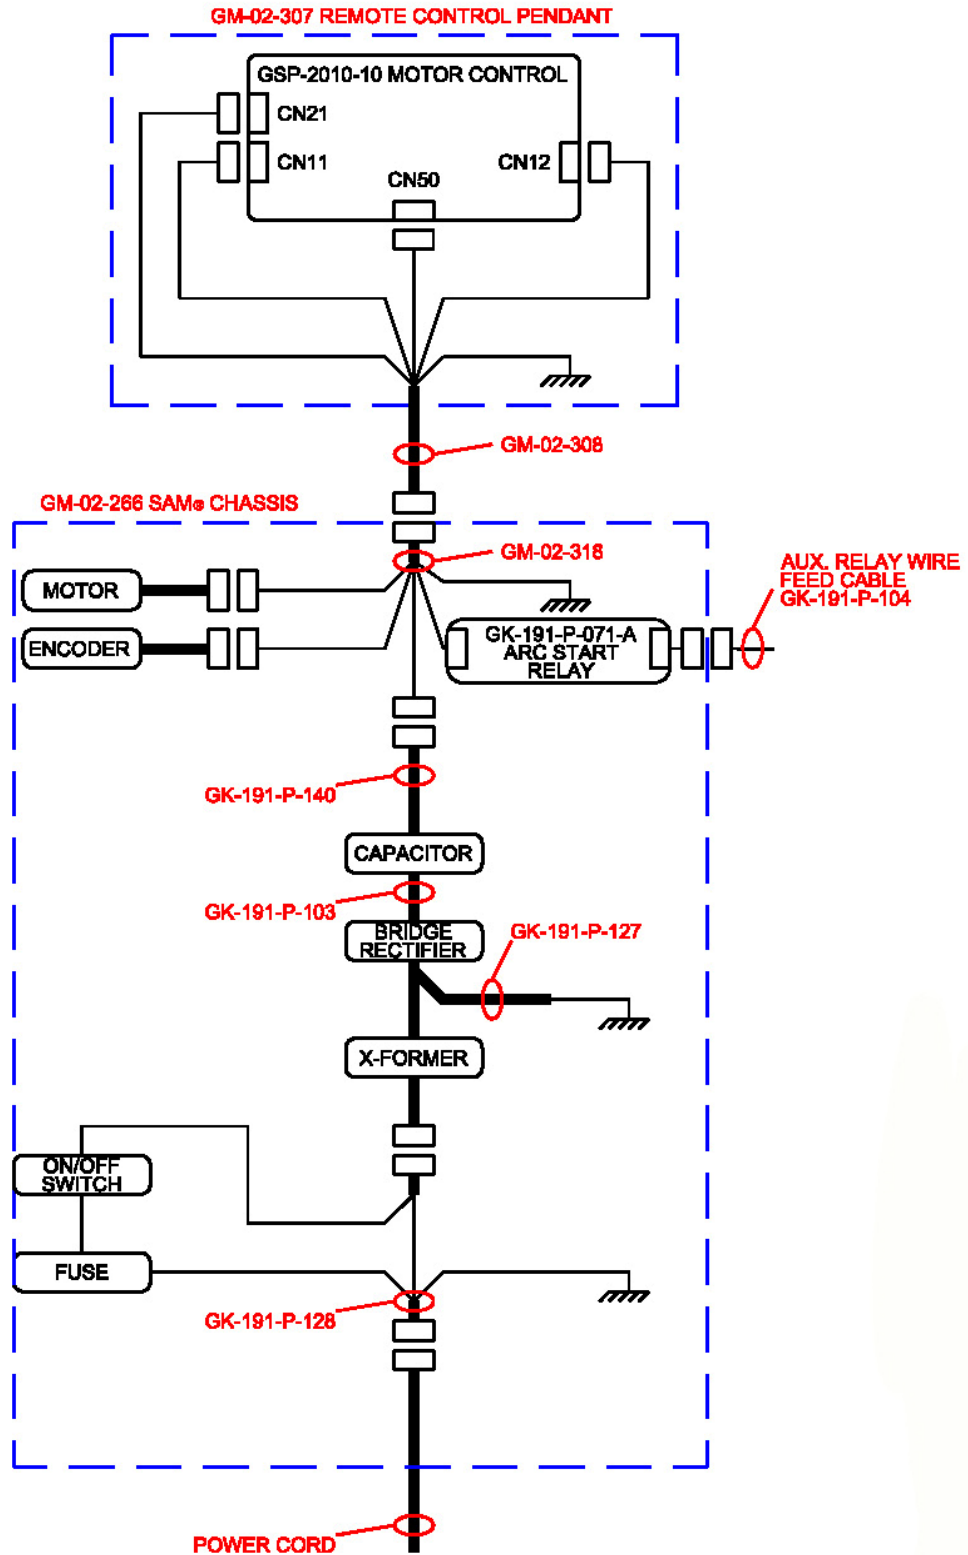 GM-02-307 REMOTE CONTROL PENDANT
GSP-2010-10 MOTOR CONTROL
CN21
CN11
CN12
CN50
GM-02-308
GM-02-266 SAM® CHASSIS
GM-02-318
AUX. RELAY WIRE
FEED CABLE
GK-191-P-104
MOTOR
ENCODER
GK-191-P-071-A
ARC START
RELAY
GK-191-P-140
CAPACITOR
GK-191-P-103
BRIDGE
RECTIFIER
GK-191-P-127
X-FORMER
ON/OFF
SWITCH
FUSE
GK-191-P-128
POWER CORD